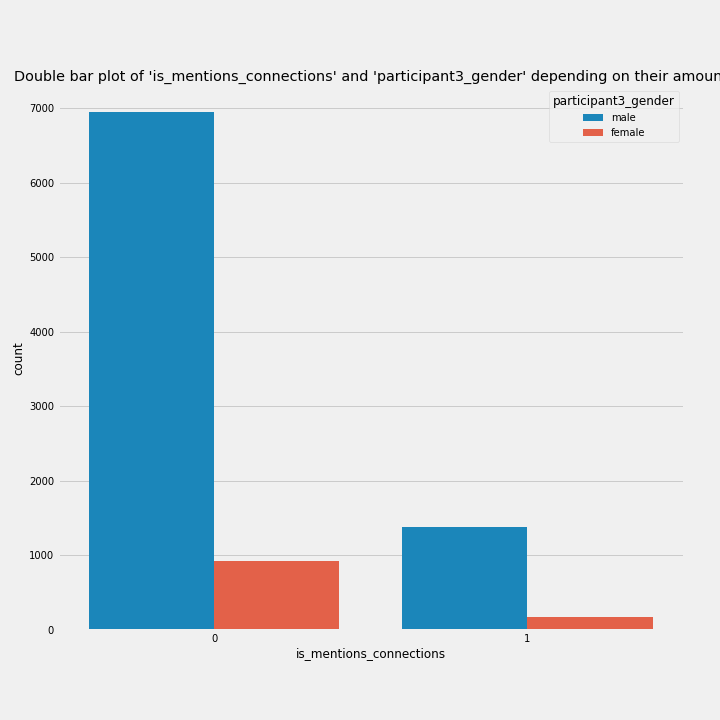 Double bar plot of 'is_mentions_connections' and 'participant3_gender' depending on their
participant3_gender
male
female
7000
6000
5000
4000
3000
2000
1000
0
count
0 1
is_mentions_connections